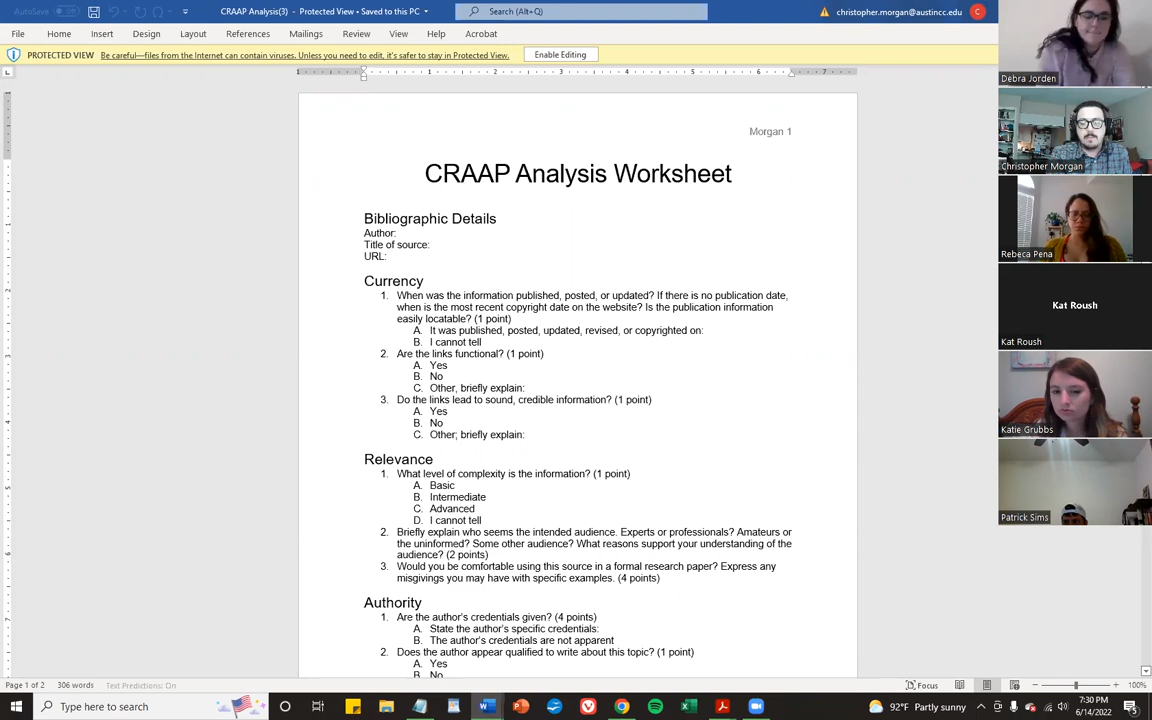 AutoSave Off CRAAP Analysis(3) - Protected View • Saved to this PC Search (Alt+Q) christopher.morgan@austincc.edu C
File Home Insert Design Layout References Mailings Review View Help Acrobat
PROTECTED VIEW Be careful—files from the Internet can contain viruses. Unless you need to edit, it's safer to stay in Protected View. Enable Editing
1 1 2 3 4 5 6 7
Morgan 1
CRAAP Analysis Worksheet
Bibliographic Details
Author:
Title of source:
URL:
Currency
1. When was the information published, posted, or updated? If there is no publication date,
when is the most recent copyright date on the website? Is the publication information
easily locatable? (1 point)
A. It was published, posted, updated, revised, or copyrighted on:
B. I cannot tell
2. Are the links functional? (1 point)
A. Yes
B. No
C. Other, briefly explain:
3. Do the links lead to sound, credible information? (1 point)
A. Yes
B. No
C. Other; briefly explain:
Relevance
1. What level of complexity is the information? (1 point)
A. Basic
B. Intermediate
C. Advanced
D. I cannot tell
2. Briefly explain who seems the intended audience. Experts or professionals? Amateurs or
the uninformed? Some other audience? What reasons support your understanding of the
audience? (2 points)
3. Would you be comfortable using this source in a formal research paper? Express any
misgivings you may have with specific examples. (4 points)
Authority
1. Are the author's credentials given? (4 points)
A. State the author's specific credentials:
B. The author's credentials are not apparent
2. Does the author appear qualified to write about this topic? (1 point)
A. Yes
B. No
Debra Jorden
Christopher Morgan
Rebeca Pena
Kat Roush
Kat Roush
Katie Grubbs
Patrick Sims
Page 1 of 2 306 words Text Predictions: On Focus 100%
Type here to search 92°F Partly sunny 7:30 PM
6/14/2022